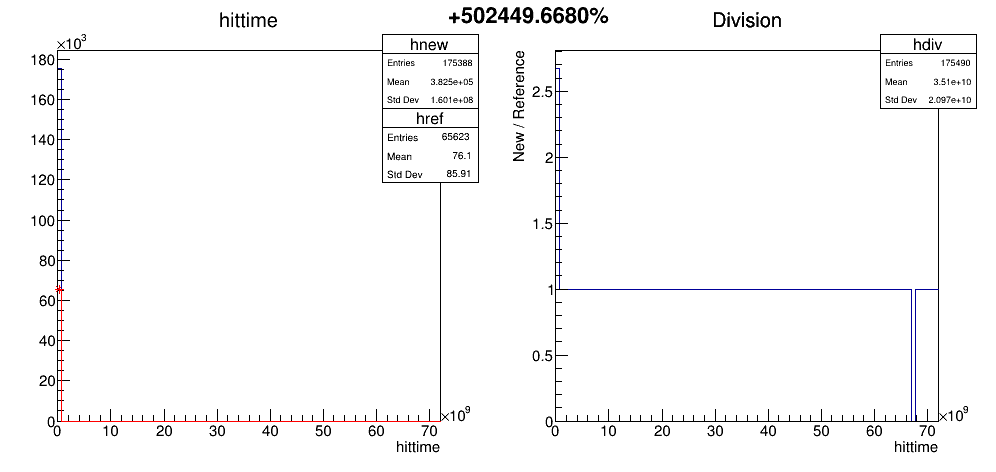 +502449.6680%
hittime
×10³
180
160
140
120
100
80
60
40
20
0
hnew
Entries 175388
Mean 3.825e+05
Std Dev 1.601e+08
href
Entries 65623
Mean 76.1
Std Dev 85.91
0 10 20 30 40 50 60 70 ×10⁹
hittime
Division
New / Reference
2.5
2
1.5
1
0.5
0
hdiv
Entries 175490
Mean 3.51e+10
Std Dev 2.097e+10
0 10 20 30 40 50 60 70 ×10⁹
hittime